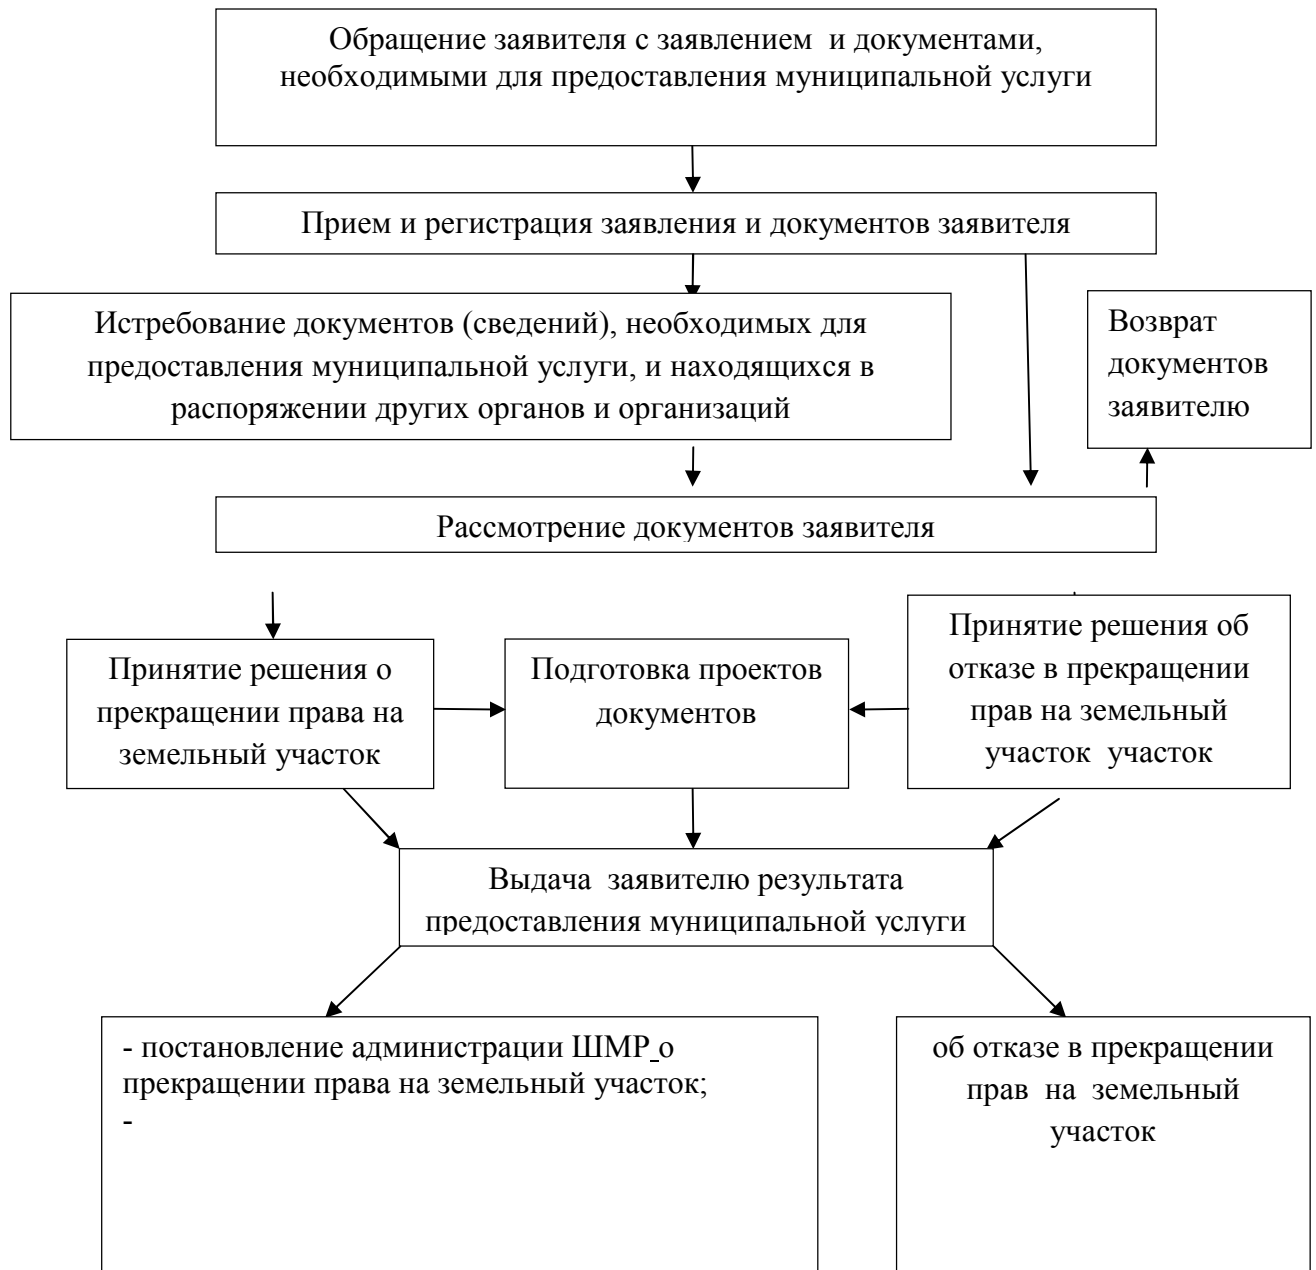 Обращение заявителя с заявлением  и документами,
необходимыми для предоставления муниципальной услуги
Прием и регистрация заявления и документов заявителя
Истребование документов (сведений), необходимых для
предоставления муниципальной услуги, и находящихся в
распоряжении других органов и организаций
Возврат
документов
заявителю
Рассмотрение документов заявителя
Принятие решения о
прекращении права на
земельный участок
Подготовка проектов
документов
Принятие решения об
отказе в прекращении
прав на земельный
участок  участок
Выдача  заявителю результата
предоставления муниципальной услуги
- постановление администрации ШМР о
прекращении права на земельный участок;
-
об отказе в прекращении
прав  на  земельный
участок